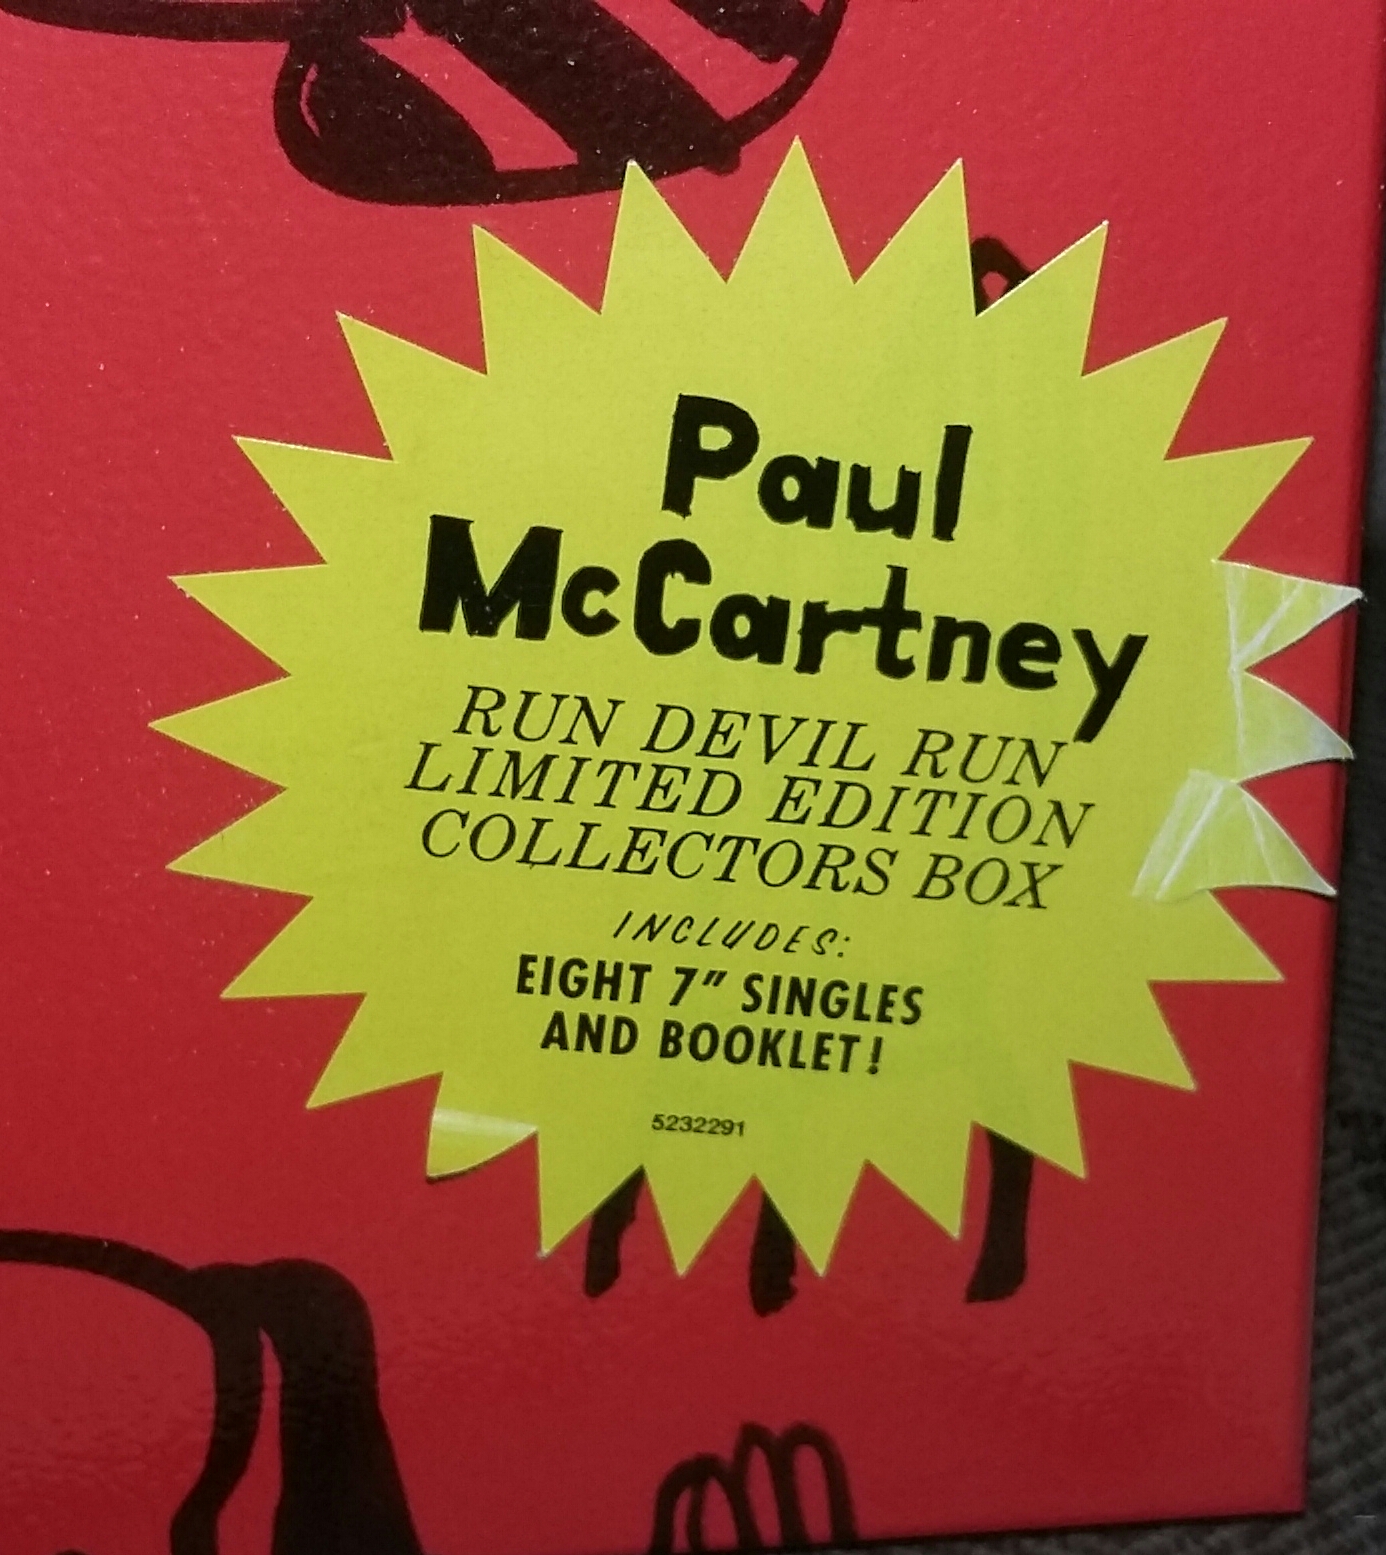 Paul
McCartney
RUN DEVIL RUN
LIMITED EDITION
COLLECTORS BOX
INCLUDES:
EIGHT 7” SINGLES
AND BOOKLET!
5232291